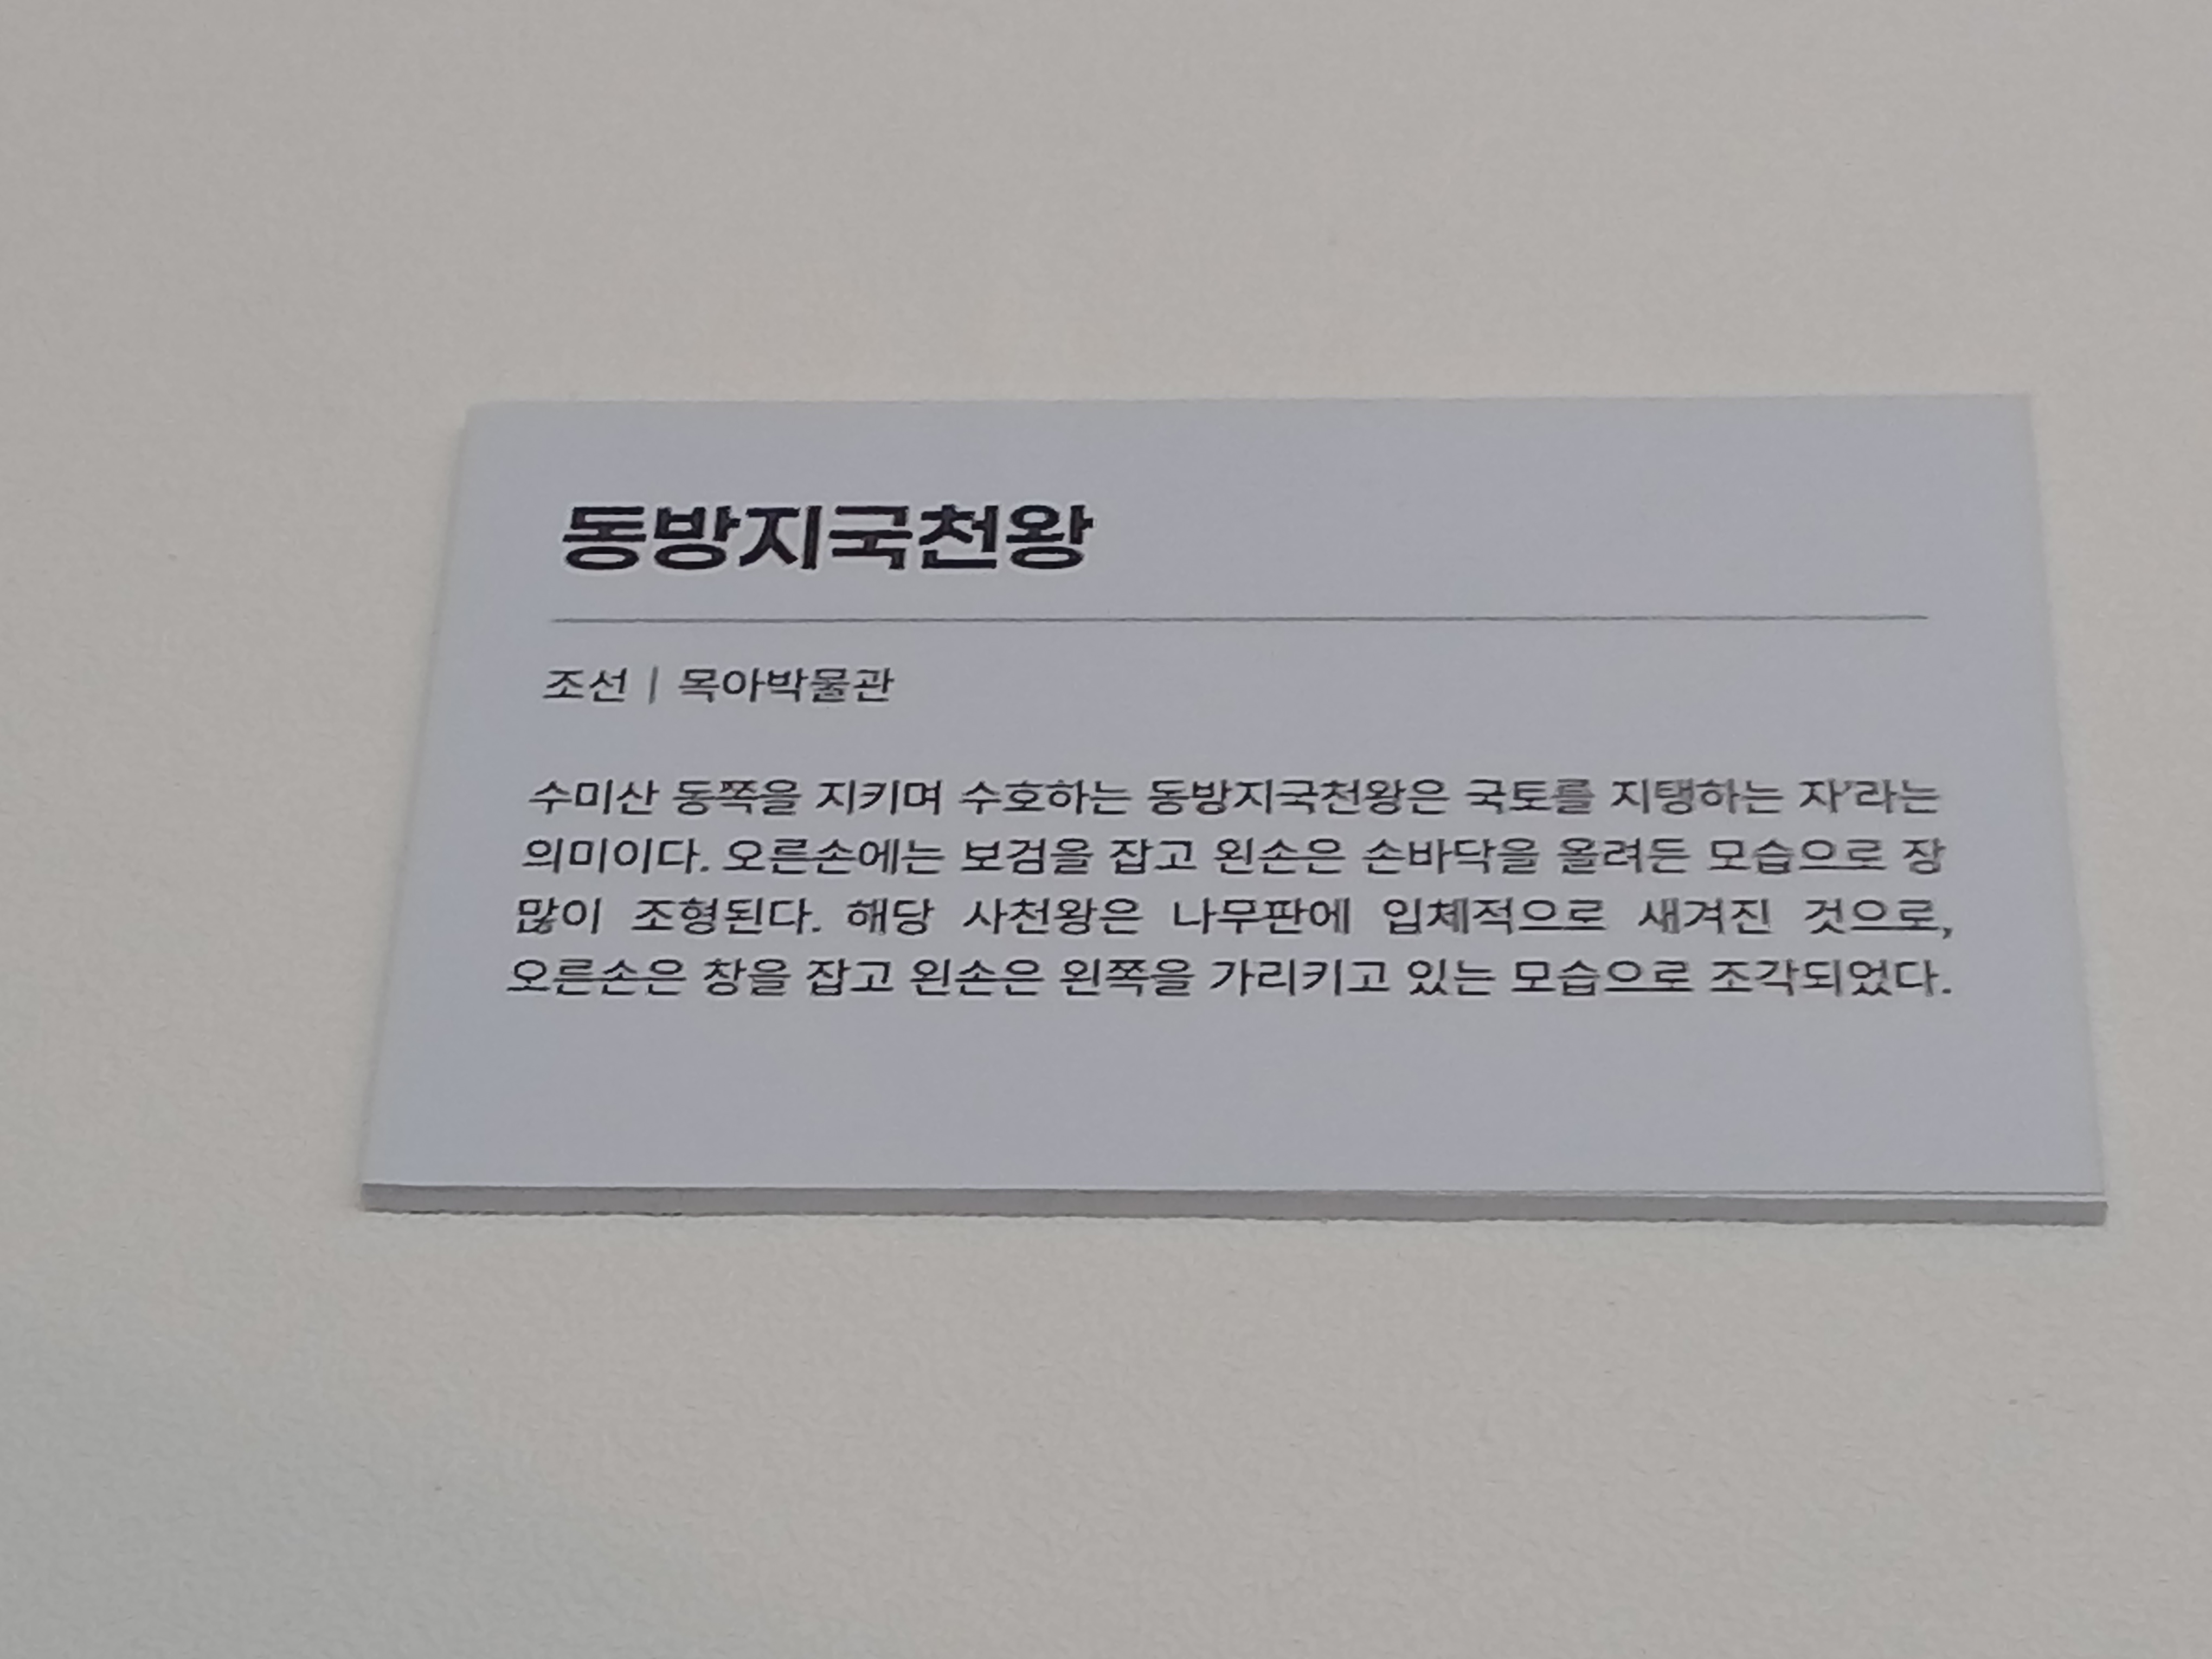 동방지국천왕
조선 | 목아박물관
수미산 동쪽을 지키며 수호하는 동방지국천왕은 국토를 지탱하는 자'라는
의미이다. 오른손에는 보검을 잡고 왼손은 손바닥을 올려든 모습으로 장
많이 조형된다. 해당 사천왕은 나무판에 입체적으로 새겨진 것으로,
오른손은 창을 잡고 왼손은 왼쪽을 가리키고 있는 모습으로 조각되었다.